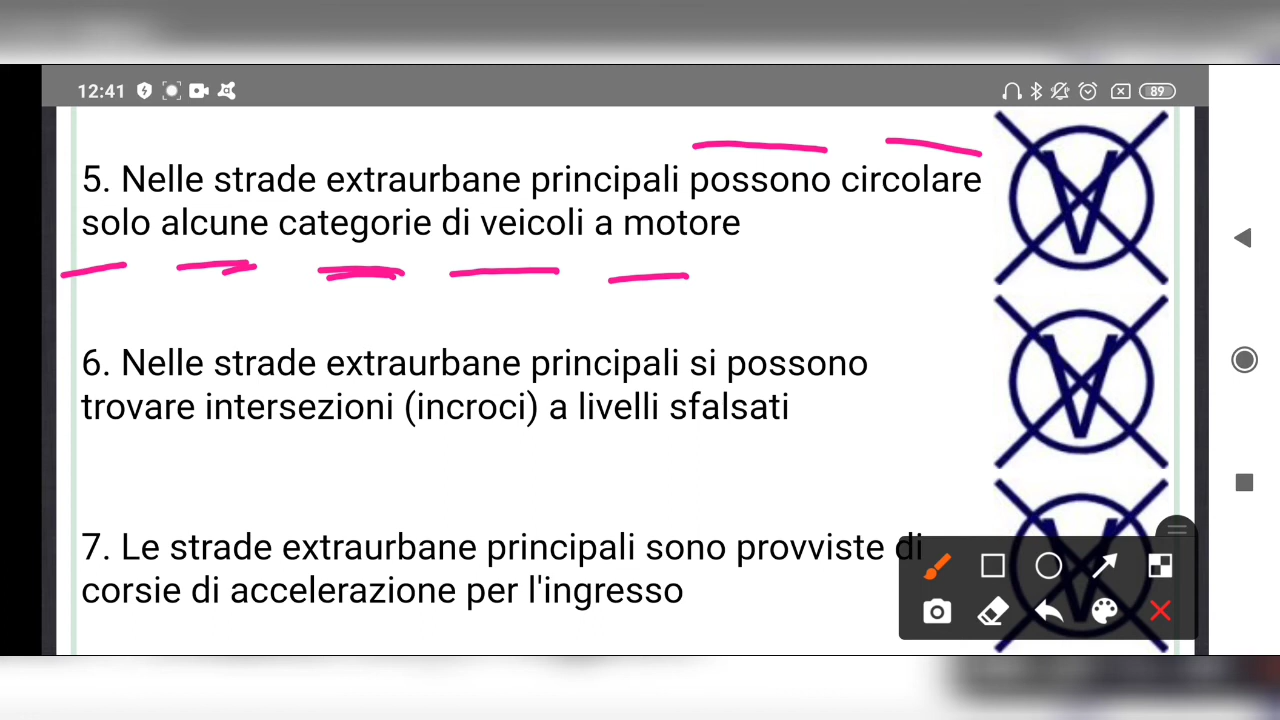 12:41
89
5. Nelle strade extraurbane principali possono circolare
solo alcune categorie di veicoli a motore
V
6. Nelle strade extraurbane principali si possono
trovare intersezioni (incroci) a livelli sfalsati
V
7. Le strade extraurbane principali sono provviste di
corsie di accelerazione per l'ingresso
V